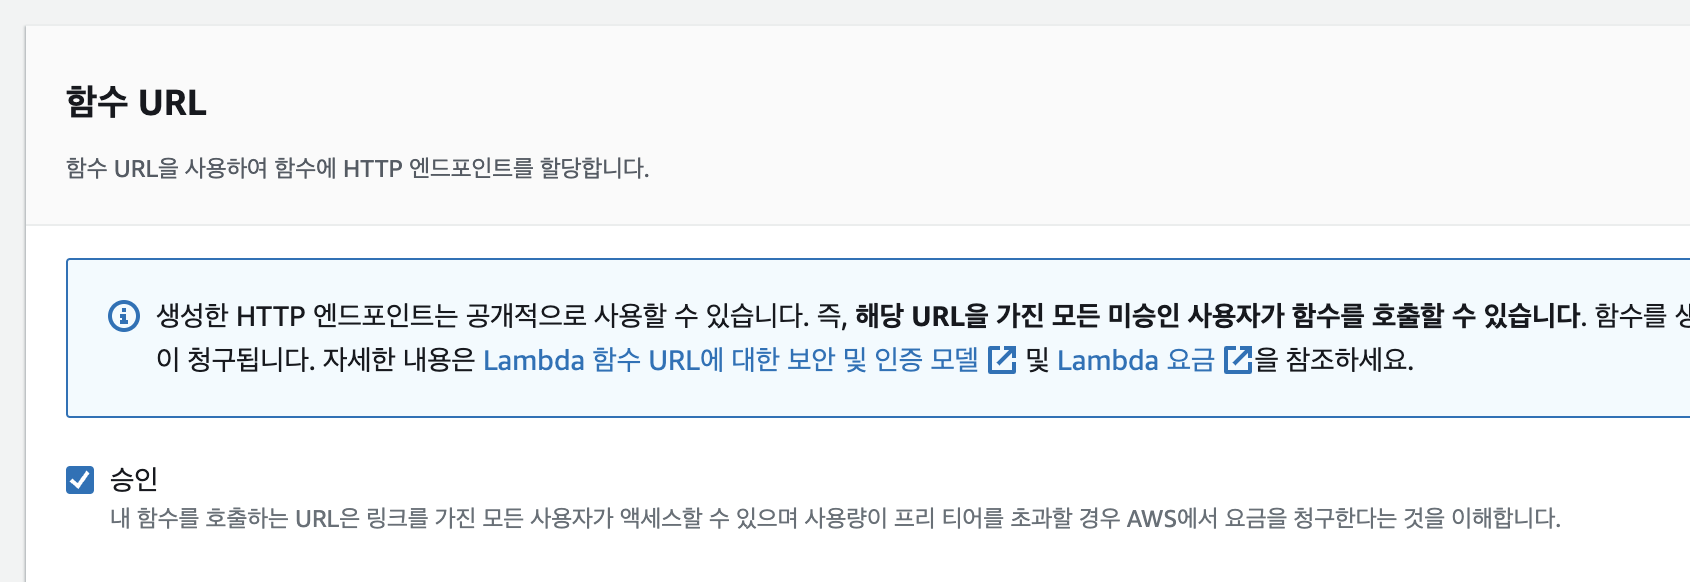 함수 URL
함수 URL을 사용하여 함수에 HTTP 엔드포인트를 할당합니다.
생성한 HTTP 엔드포인트는 공개적으로 사용할 수 있습니다. 즉, 해당 URL을 가진 모든 미승인 사용자가 함수를 호출할 수 있습니다. 함수를
이 청구됩니다. 자세한 내용은 Lambda 함수 URL에 대한 보안 및 인증 모델 및 Lambda 요금을 참조하세요.
승인
내 함수를 호출하는 URL은 링크를 가진 모든 사용자가 액세스할 수 있으며 사용량이 프리 티어를 초과할 경우 AWS에서 요금을 청구한다는 것을 이해합니다.